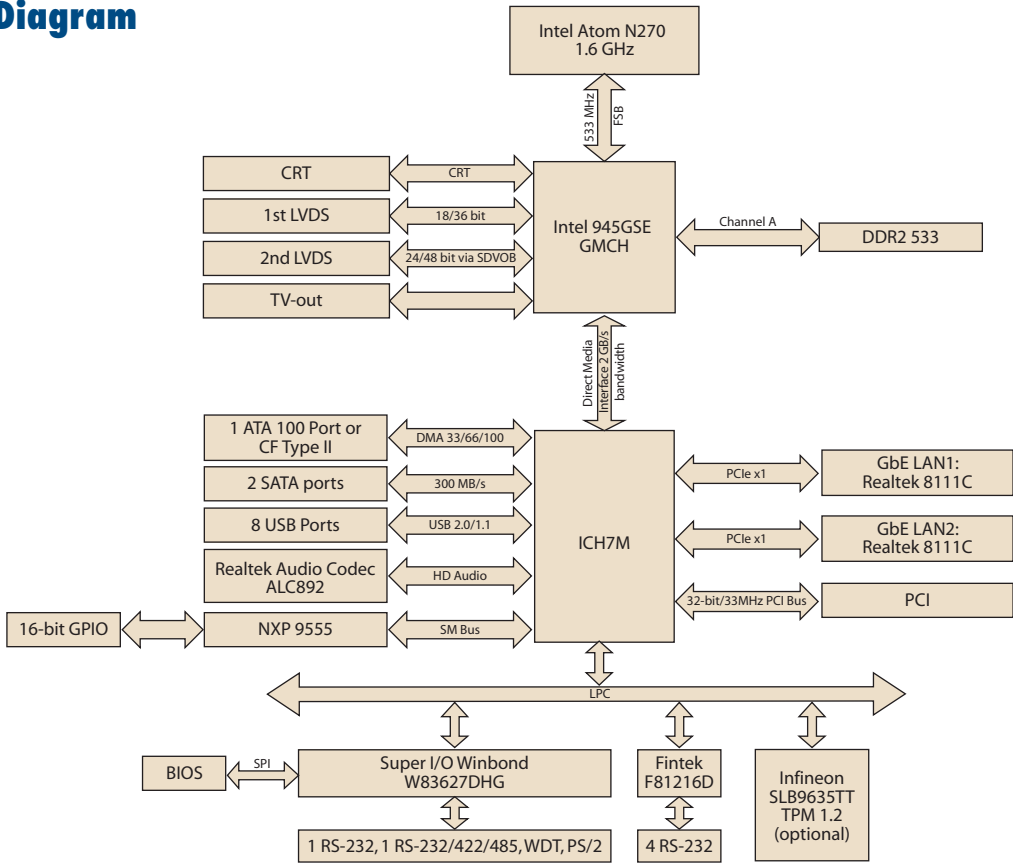 Diagram
Intel Atom N270
1.6 GHz
533 MHz
FSB
CRT
CRT
1st LVDS
18/36 bit
2nd LVDS
24/48 bit via SDVOB
TV-out
Intel 945GSE
GMCH
Channel A
DDR2 533
Direct Media
Interface 2 GB/s
bandwidth
1 ATA 100 Port or
CF Type II
DMA 33/66/100
2 SATA ports
300 MB/s
8 USB Ports
USB 2.0/1.1
Realtek Audio Codec
ALC892
HD Audio
16-bit GPIO
NXP 9555
SM Bus
ICH7M
PCIe x1
GbE LAN1:
Realtek 8111C
PCIe x1
GbE LAN2:
Realtek 8111C
32-bit/33MHz PCI Bus
PCI
LPC
BIOS
SPI
Super I/O Winbond
W83627DHG
Fintek
F81216D
Infineon
SLB9635TT
TPM 1.2
(optional)
1 RS-232, 1 RS-232/422/485, WDT, PS/2
4 RS-232